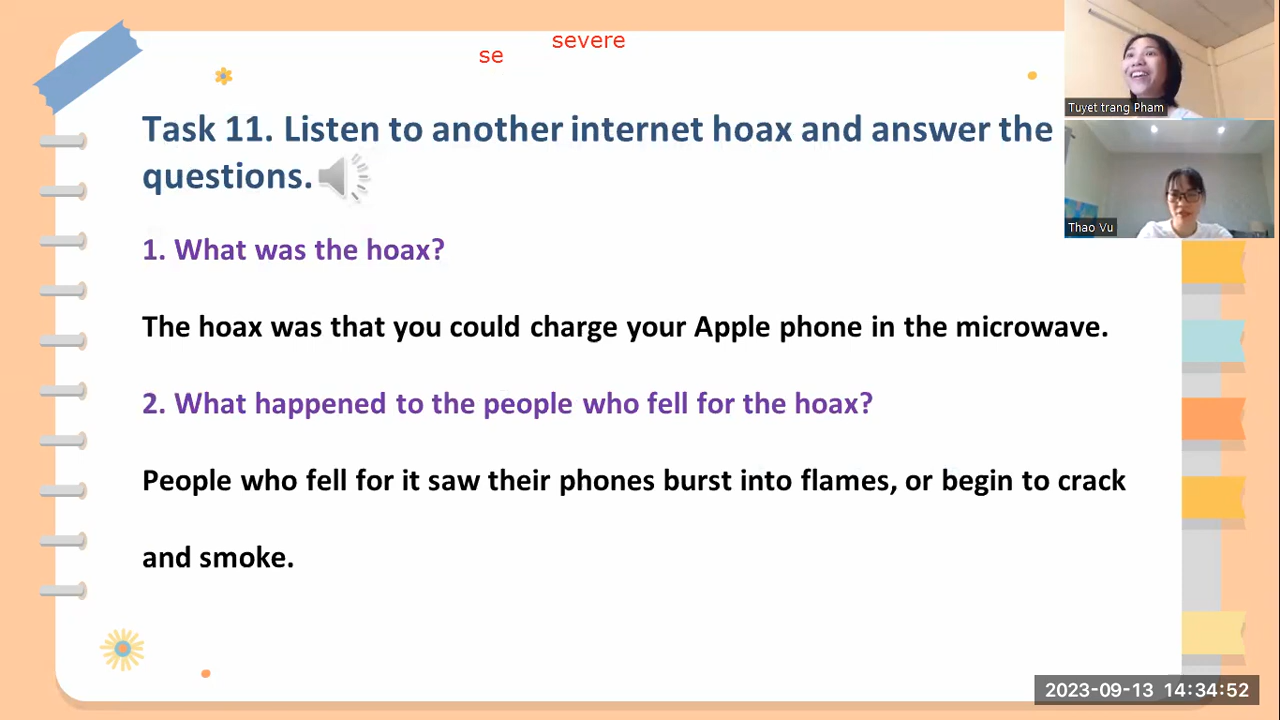 severe
se
Task 11. Listen to another internet hoax and answer the
questions.
1. What was the hoax?
The hoax was that you could charge your Apple phone in the microwave.
2. What happened to the people who fell for the hoax?
People who fell for it saw their phones burst into flames, or begin to crack
and smoke.
Tuyet trang Pham
Thao Vu
2023-09-13 14:34:52